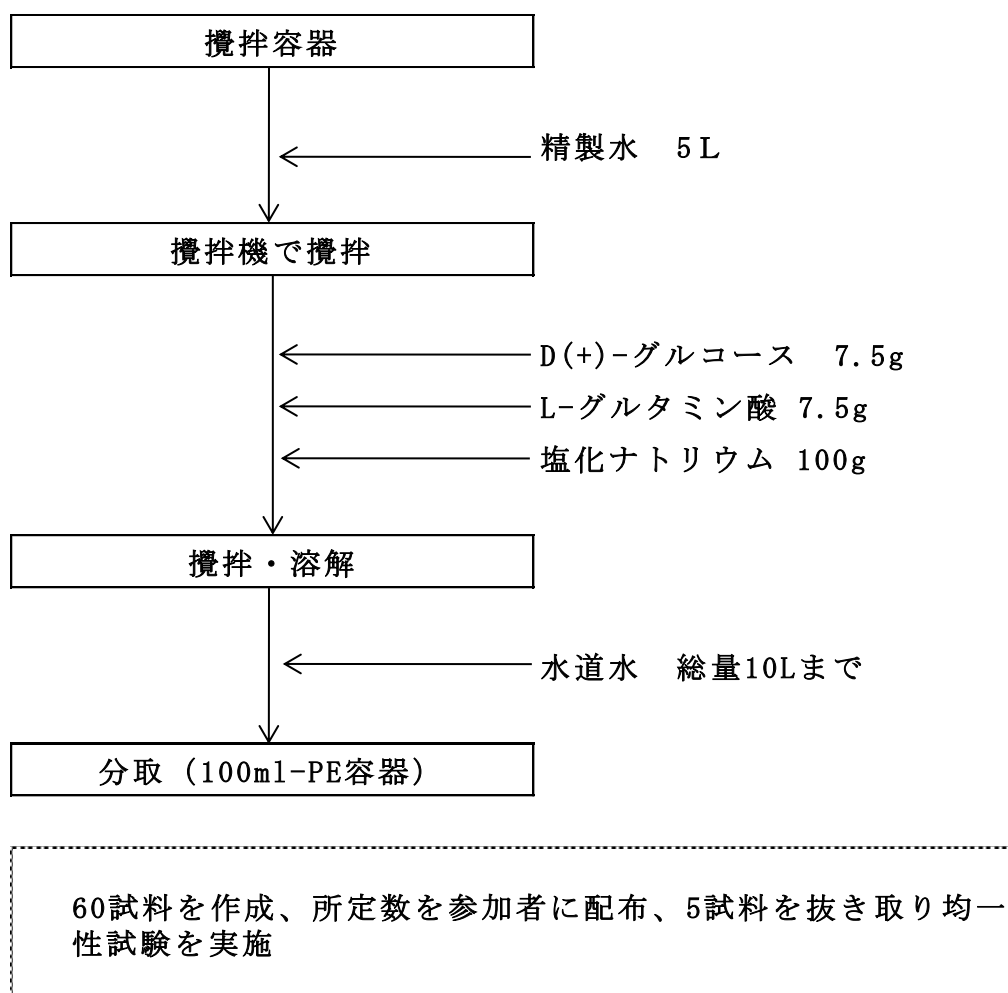 攪拌容器
精製水　5L
攪拌機で攪拌
D(+)-グルコース　7.5g
L-グルタミン酸 7.5g
塩化ナトリウム 100g
攪拌・溶解
水道水　総量10Lまで
分取（100ml-PE容器）
60試料を作成、所定数を参加者に配布、5試料を抜き取り均一
性試験を実施